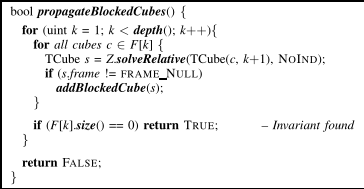 bool propagateBlockedCubes() {
for (uint k = 1; k < depth(); k++){
for all cubes c ∈ F[k] {
TCube s = Z.solveRelative(TCube(c, k+1), NOIND);
if (s.frame != FRAME_NULL)
addBlockedCube(s);
}
if (F[k].size() == 0) return TRUE; – Invariant found
}
return FALSE;
}